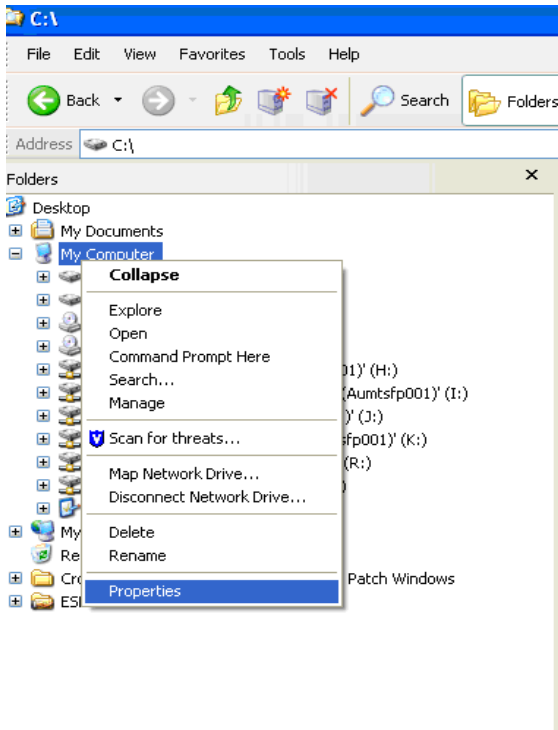 C:\
File Edit View Favorites Tools Help
Back Search Folders
Address C:\
Folders
Desktop
My Documents
My Computer
Collapse
Explore
Open
Command Prompt Here
Search...
Manage
Scan for threats...
Map Network Drive...
Disconnect Network Drive...
Delete
Rename
Properties
01)' (H:)
(Aumtsfp001)' (I:)
)' (J:)
sfp001)' (K:)
(R:)
)
My
Re
Cro
Patch Windows